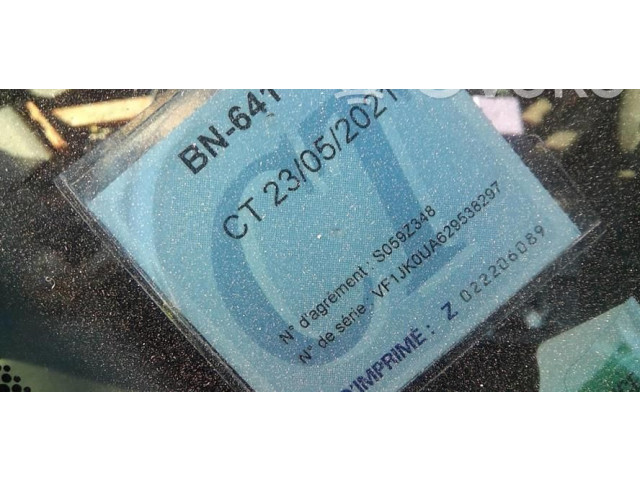 BN-641
CT 23/05/2021
N° d'agrément : S059Z348
N° de série : VF1JK0UA629538297
D'IMPRIMÉ : Z 022206089